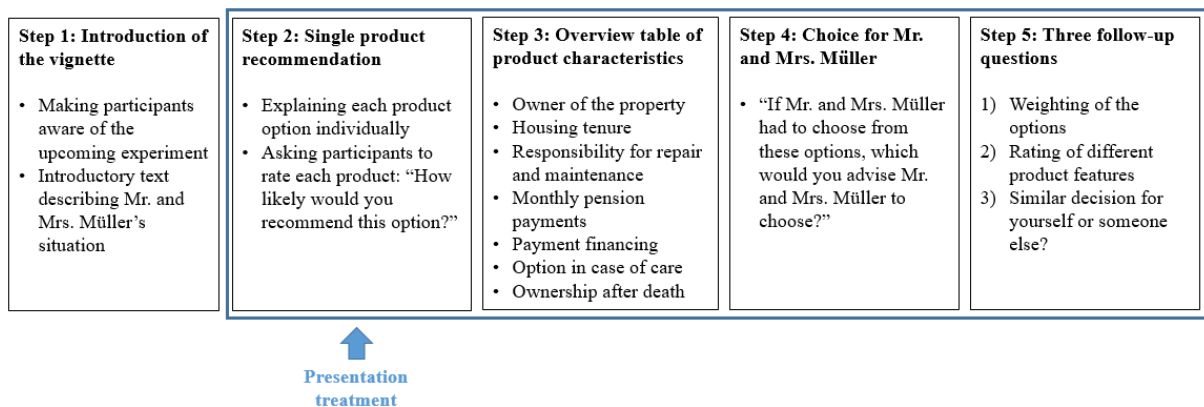 Step 1: Introduction of
the vignette
• Making participants
aware of the
upcoming experiment
• Introductory text
describing Mr. and
Mrs. Müller’s
situation
Step 2: Single product
recommendation
• Explaining each product
option individually
• Asking participants to
rate each product: “How
likely would you
recommend this option?”
Step 3: Overview table of
product characteristics
• Owner of the property
• Housing tenure
• Responsibility for repair
and maintenance
• Monthly pension
payments
• Payment financing
• Option in case of care
• Ownership after death
Step 4: Choice for Mr.
and Mrs. Müller
• “If Mr. and Mrs. Müller
had to choose from
these options, which
would you advise Mr.
and Mrs. Müller to
choose?”
Step 5: Three follow-up
questions
1) Weighting of the
options
2) Rating of different
product features
3) Similar decision for
yourself or someone
else?
Presentation
treatment